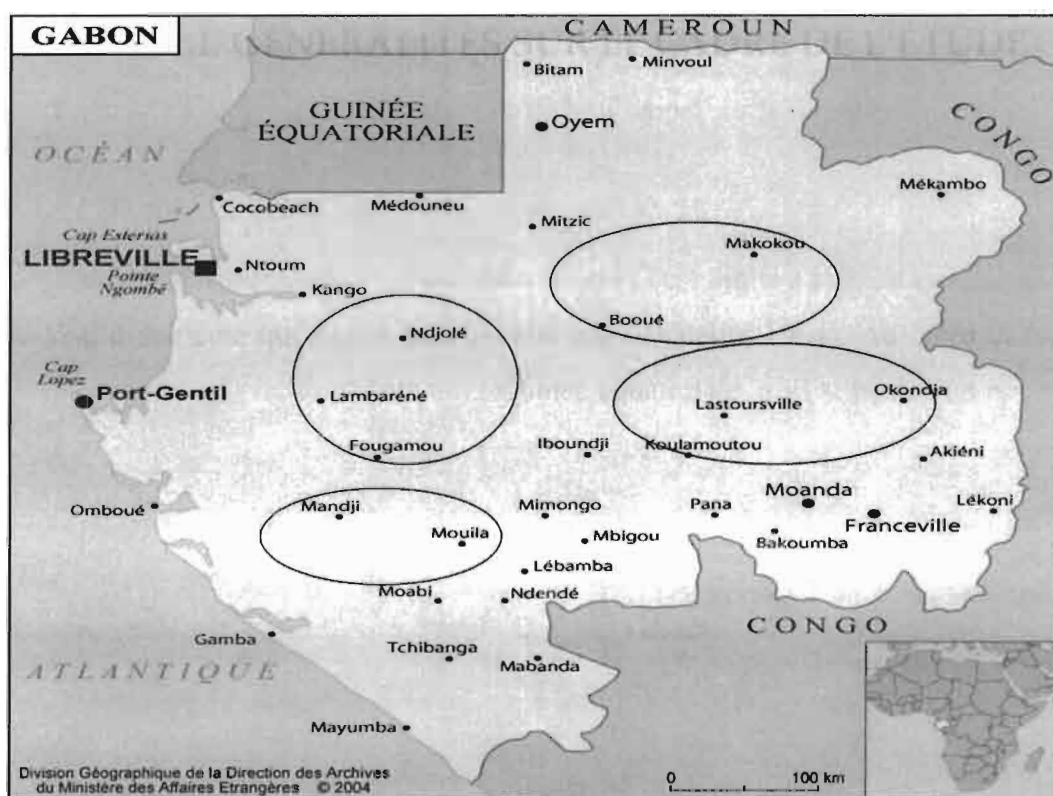 GABON
CAMEROUN
Bitam
Minvoul
GUINÉE
ÉQUATORIALE
Oyem
CONGO
OCÉAN
Mékambo
Cocobeach
Médouneu
Mitzic
Cap Esterias
Makokou
LIBREVILLE
Ntoum
Pointe
Ngombé
Kango
Booué
Ndjolé
Cap
Lopez
Port-Gentil
Lambaréné
Okondja
Lastoursville
Fougamou
Iboundji
Koulamoutou
Akiéni
Moanda
Omboué
Mandji
Mimongo
Pana
Lékoni
Franceville
Mouila
Mbigou
Bakoumba
Lébamba
Moabi
Ndendé
CONGO
Gamba
Tchibanga
ATLANTIQUE
Mabanda
Mayumba
Division Géographique de la Direction des Archives
du Ministère des Affaires Etrangères © 2004
0 100 km